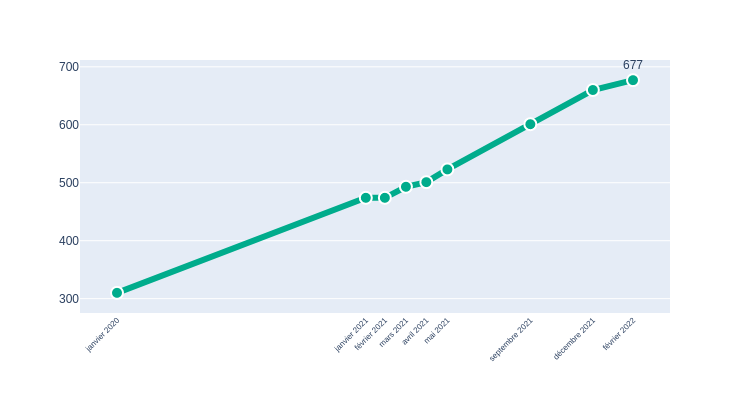 677
700
600
500
400
300
janvier 2020
janvier 2021
février 2021
mars 2021
avril 2021
mai 2021
septembre 2021
décembre 2021
février 2022